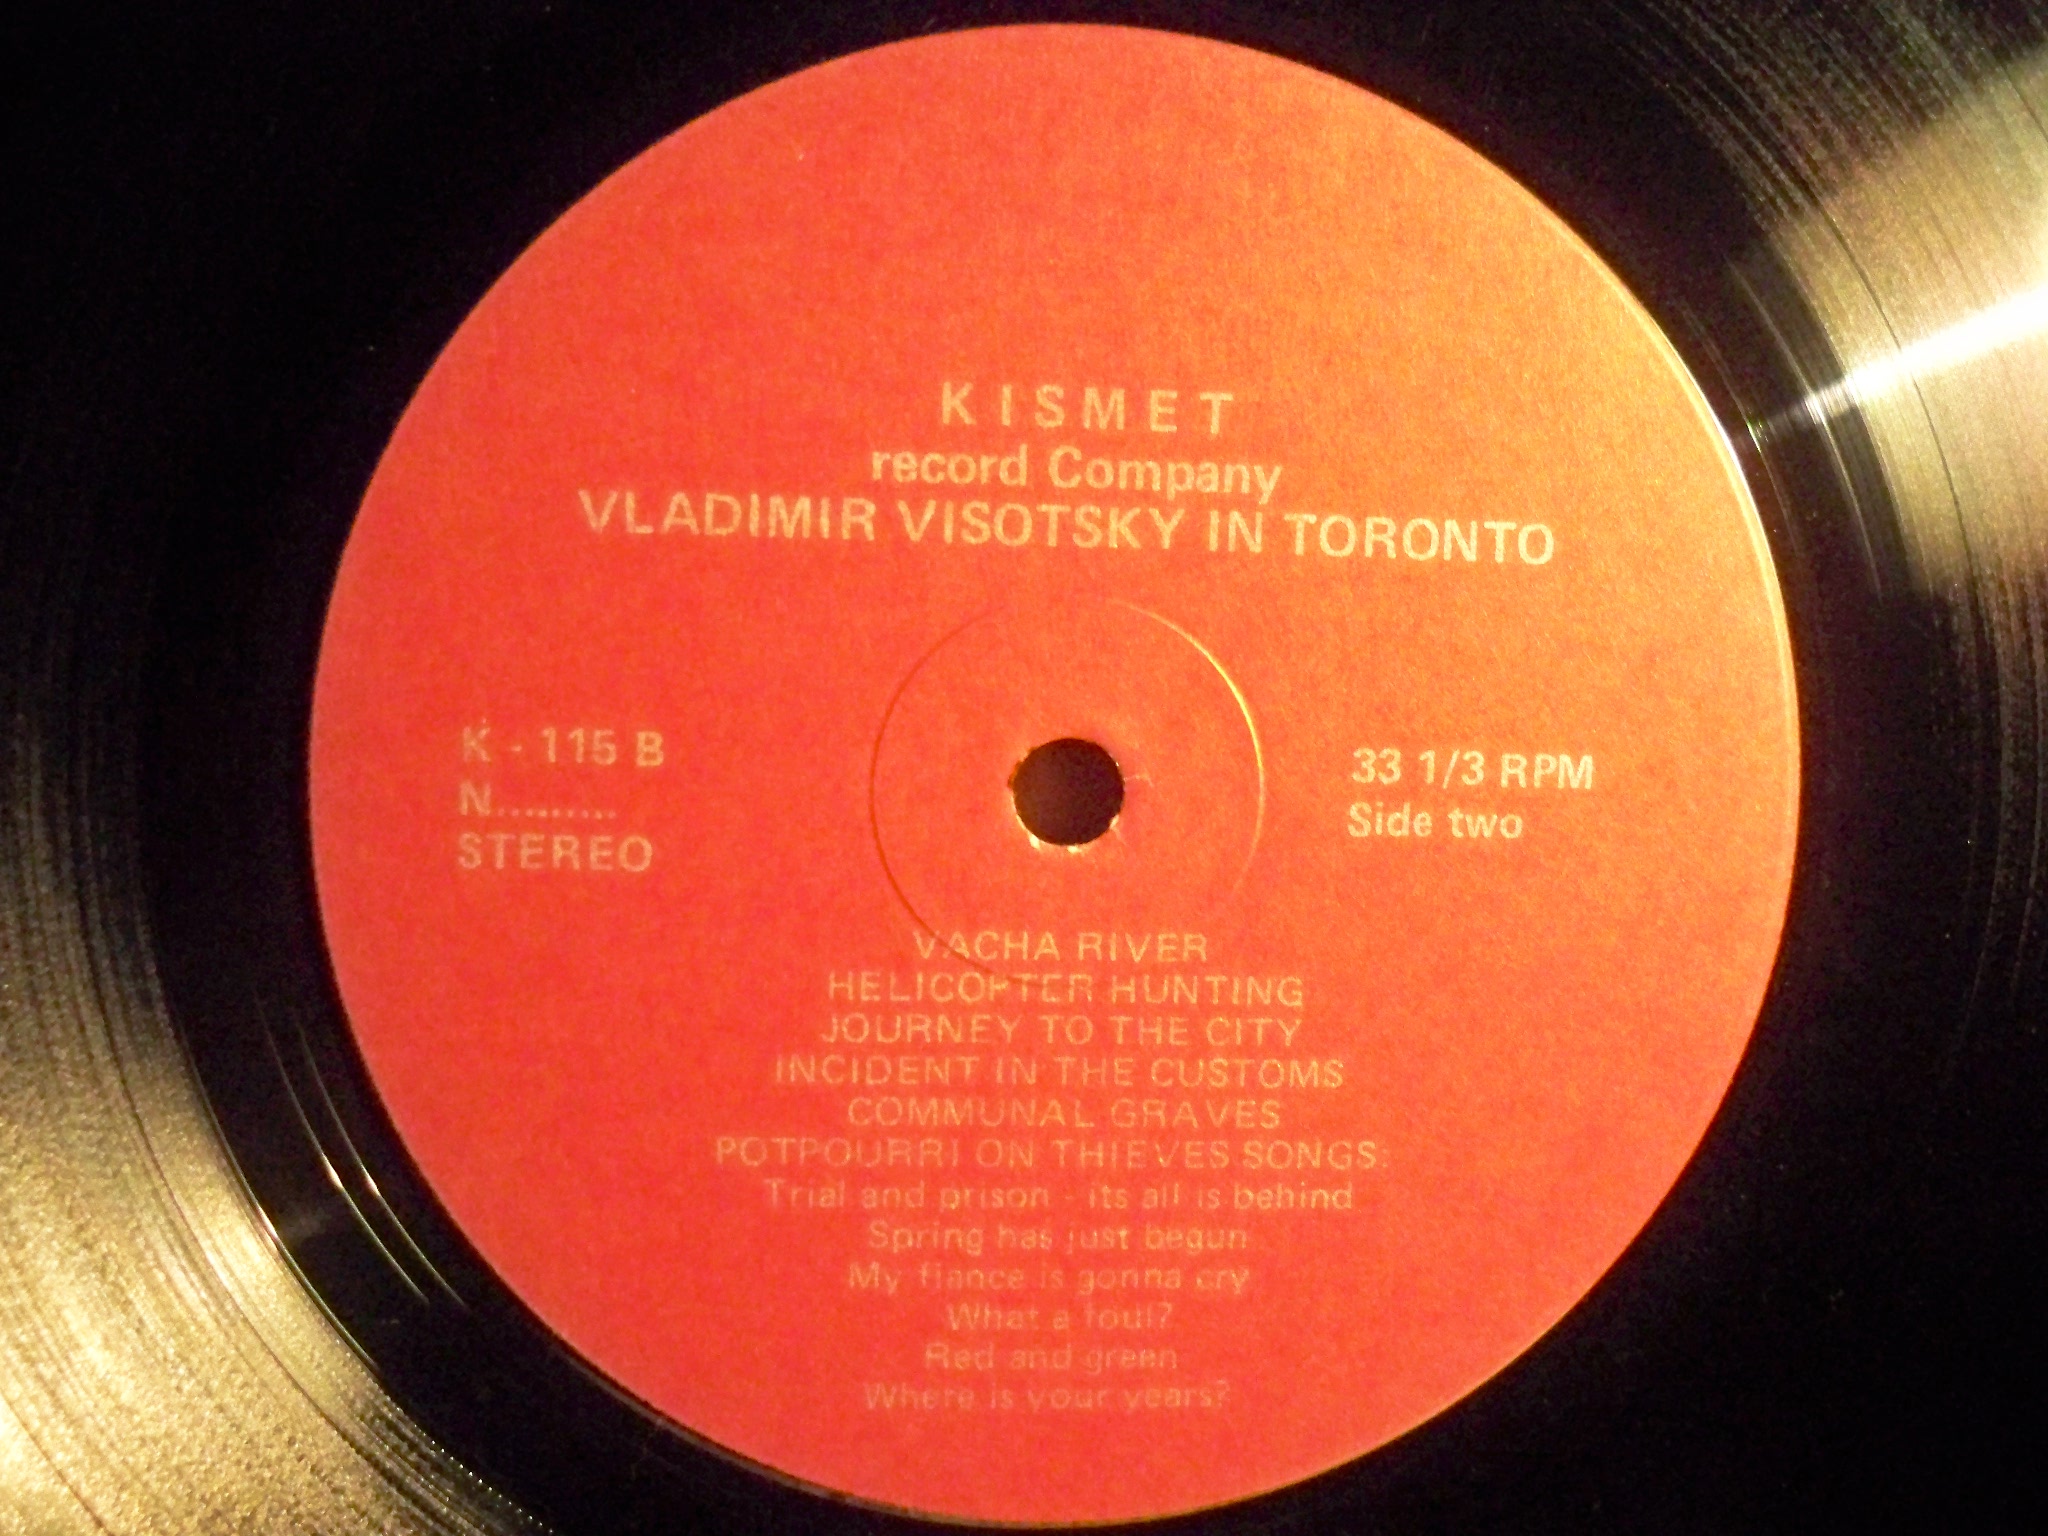 KISMET
record Company
VLADIMIR VISOTSKY IN TORONTO
K - 115 B
N..........
STEREO
33 1/3 RPM
Side two
VACHA RIVER
HELICOPTER HUNTING
JOURNEY TO THE CITY
INCIDENT IN THE CUSTOMS
COMMUNAL GRAVES
POTPOURRI ON THIEVES SONGS:
Trial and prison - its all is behind
Spring has just begun
My fiance is gonna cry
What a foul?
Red and green
Where is your years?